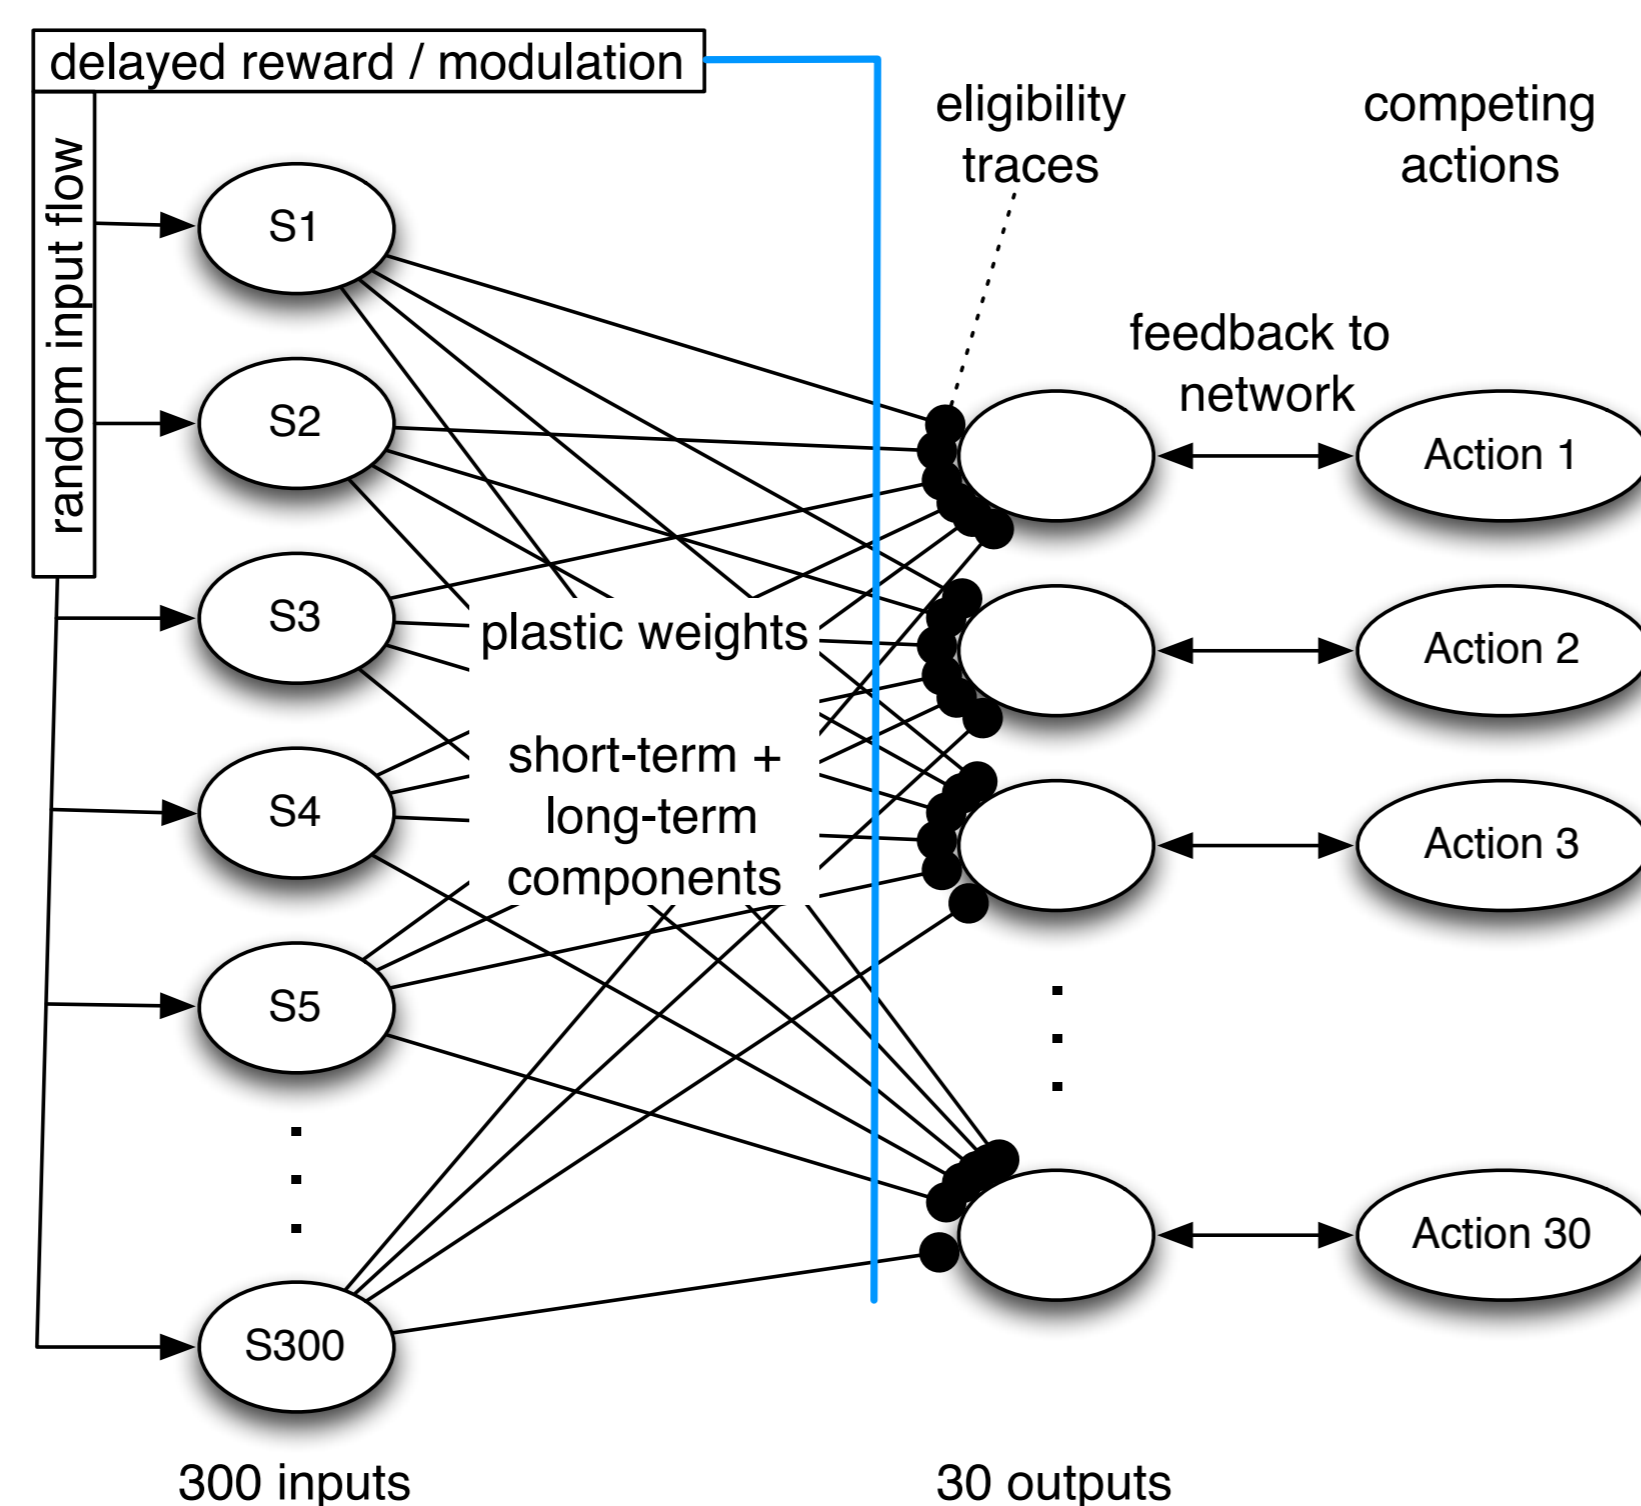 delayed reward / modulation
random input flow
eligibility
traces
competing
actions
feedback to
network
S1
S2
S3
S4
S5
S300
plastic weights
short-term +
long-term
components
Action 1
Action 2
Action 3
Action 30
300 inputs
30 outputs